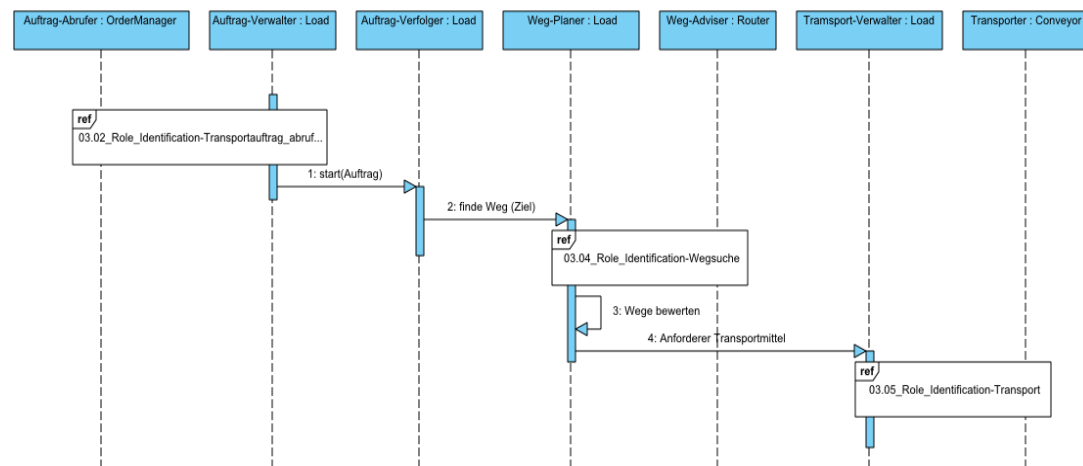 Auftrag-Abrufer : OrderManager
Auftrag-Verwalter : Load
Auftrag-Verfolger : Load
Weg-Planer : Load
Weg-Adviser : Router
Tramsport-Verwalter : Load
Transporter : Conveyor
ref
03.02_Role_Identification-Transportauftrag_abruf...
1: start(Auftrag)
2: finde Weg (Ziel)
ref
03.04_Role_Identification-Wegsuche
3: Wege bewerten
4: Anforderer Transportmittel
ref
03.05_Role_Identification-Transport